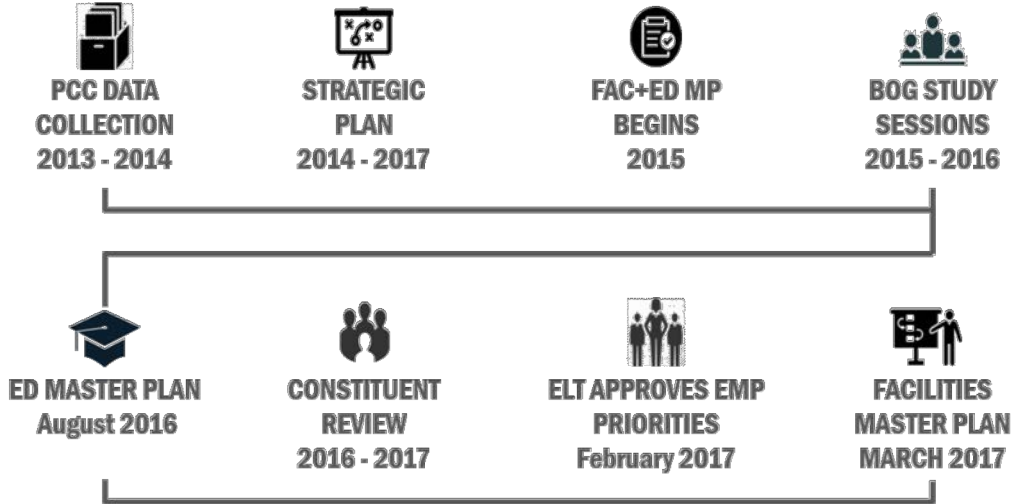 PCC DATA
COLLECTION
2013 - 2014
STRATEGIC
PLAN
2014 - 2017
FAC+ED MP
BEGINS
2015
BOG STUDY
SESSIONS
2015 - 2016
ED MASTER PLAN
August 2016
CONSTITUENT
REVIEW
2016 - 2017
ELT APPROVES EMP
PRIORITIES
February 2017
FACILITIES
MASTER PLAN
MARCH 2017